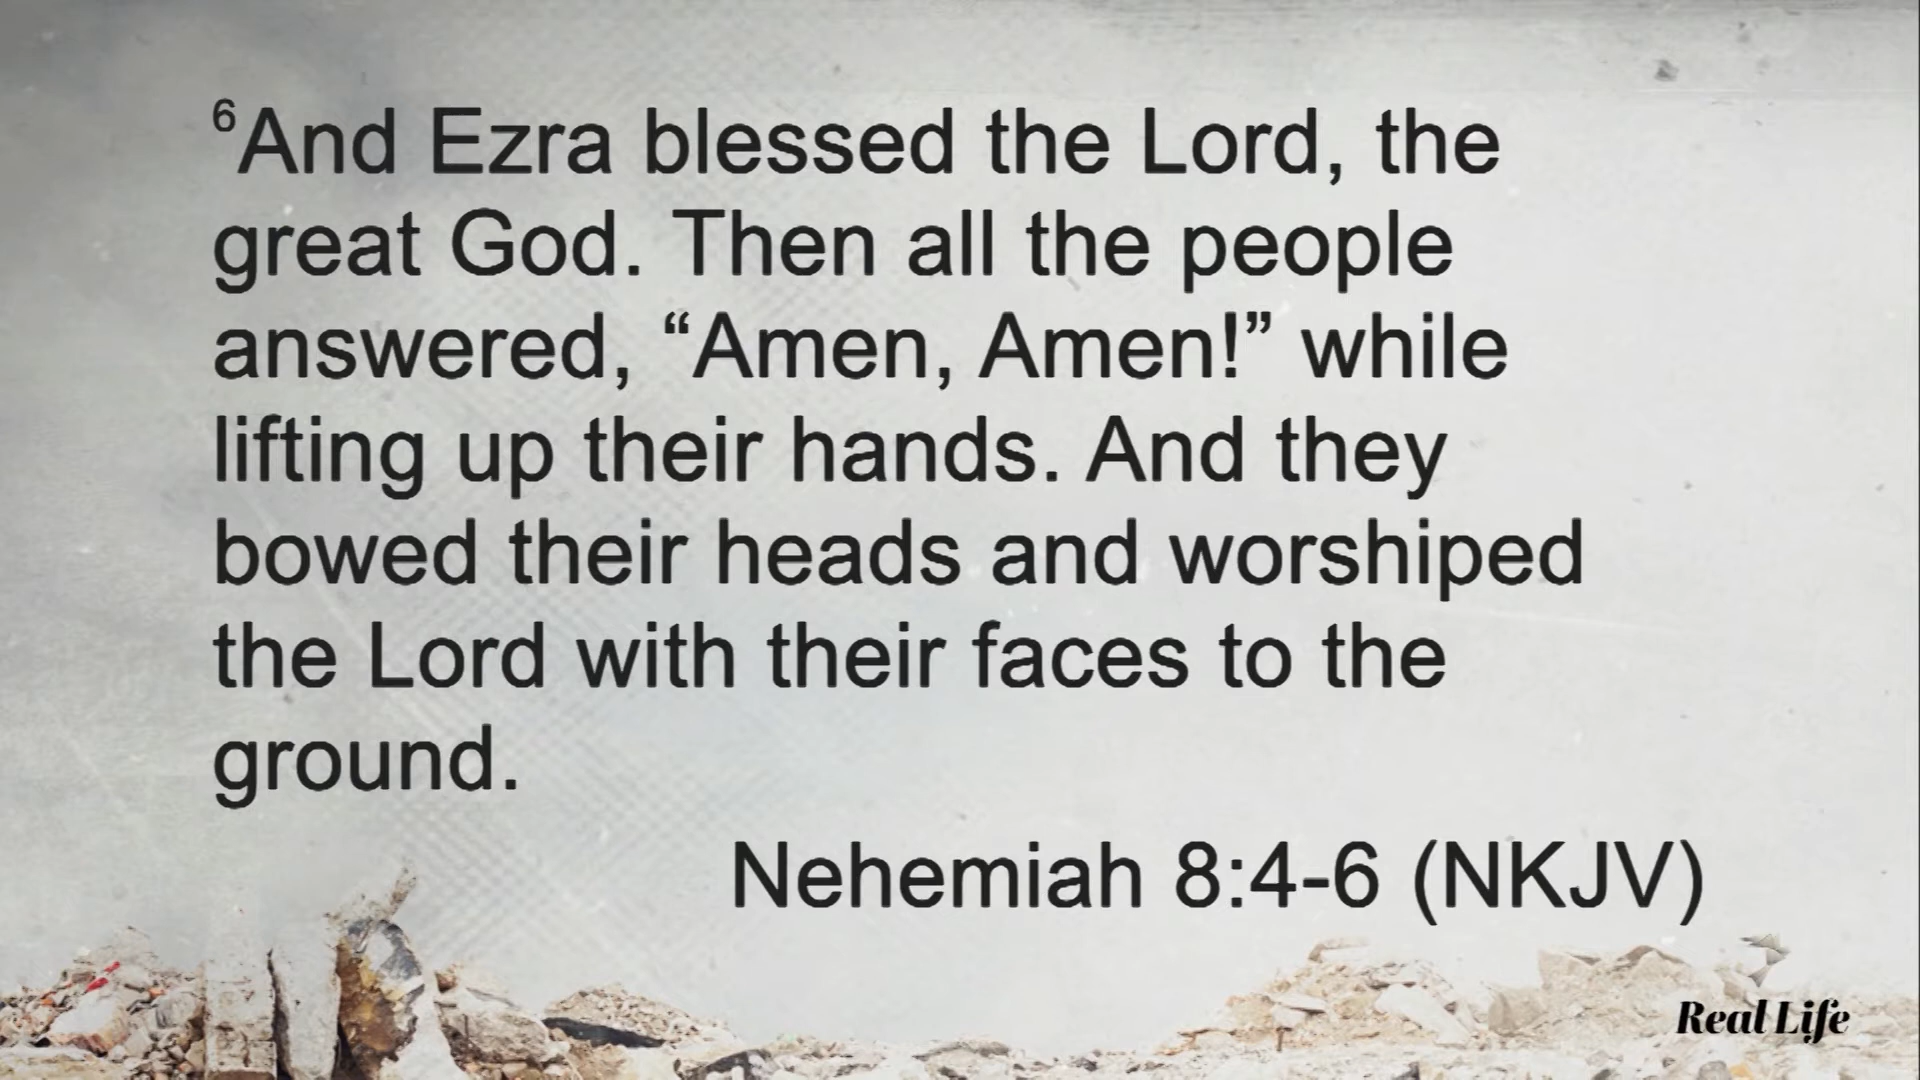 ⁶And Ezra blessed the Lord, the
great God. Then all the people
answered, “Amen, Amen!” while
lifting up their hands. And they
bowed their heads and worshiped
the Lord with their faces to the
ground.
Nehemiah 8:4-6 (NKJV)
Real Life